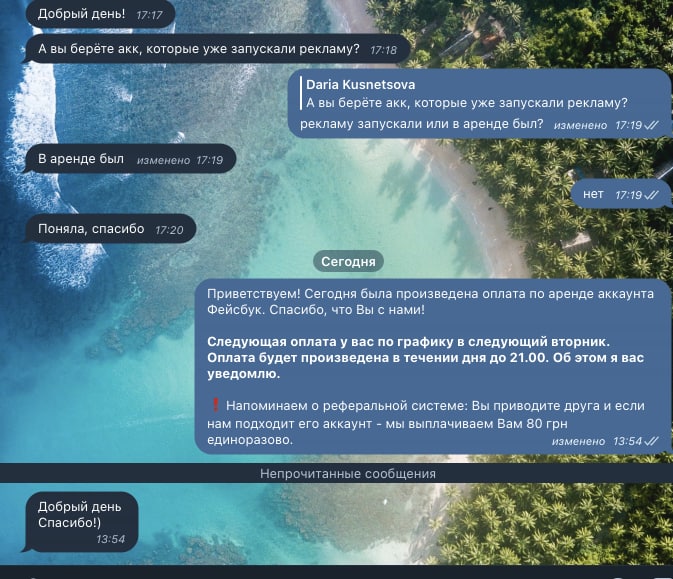 Добрый день! 17:17
А вы берёте акк, которые уже запускали рекламу? 17:18
Daria Kusnetsova
А вы берёте акк, которые уже запускали рекламу?
рекламу запускали или в аренде был? изменено 17:19
В аренде был изменено 17:19
нет 17:19
Поняла, спасибо 17:20
Сегодня
Приветствуем! Сегодня была произведена оплата по аренде аккаунта
Фейсбук. Спасибо, что Вы с нами!
Следующая оплата у вас по графику в следующий вторник.
Оплата будет произведена в течении дня до 21.00. Об этом я вас
уведомлю.
❗ Напоминаем о реферальной системе: Вы приводите друга и если
нам подходит его аккаунт - мы выплачиваем Вам 80 грн
единоразово. изменено 13:54
Непрочитанные сообщения
Добрый день
Спасибо!)
13:54